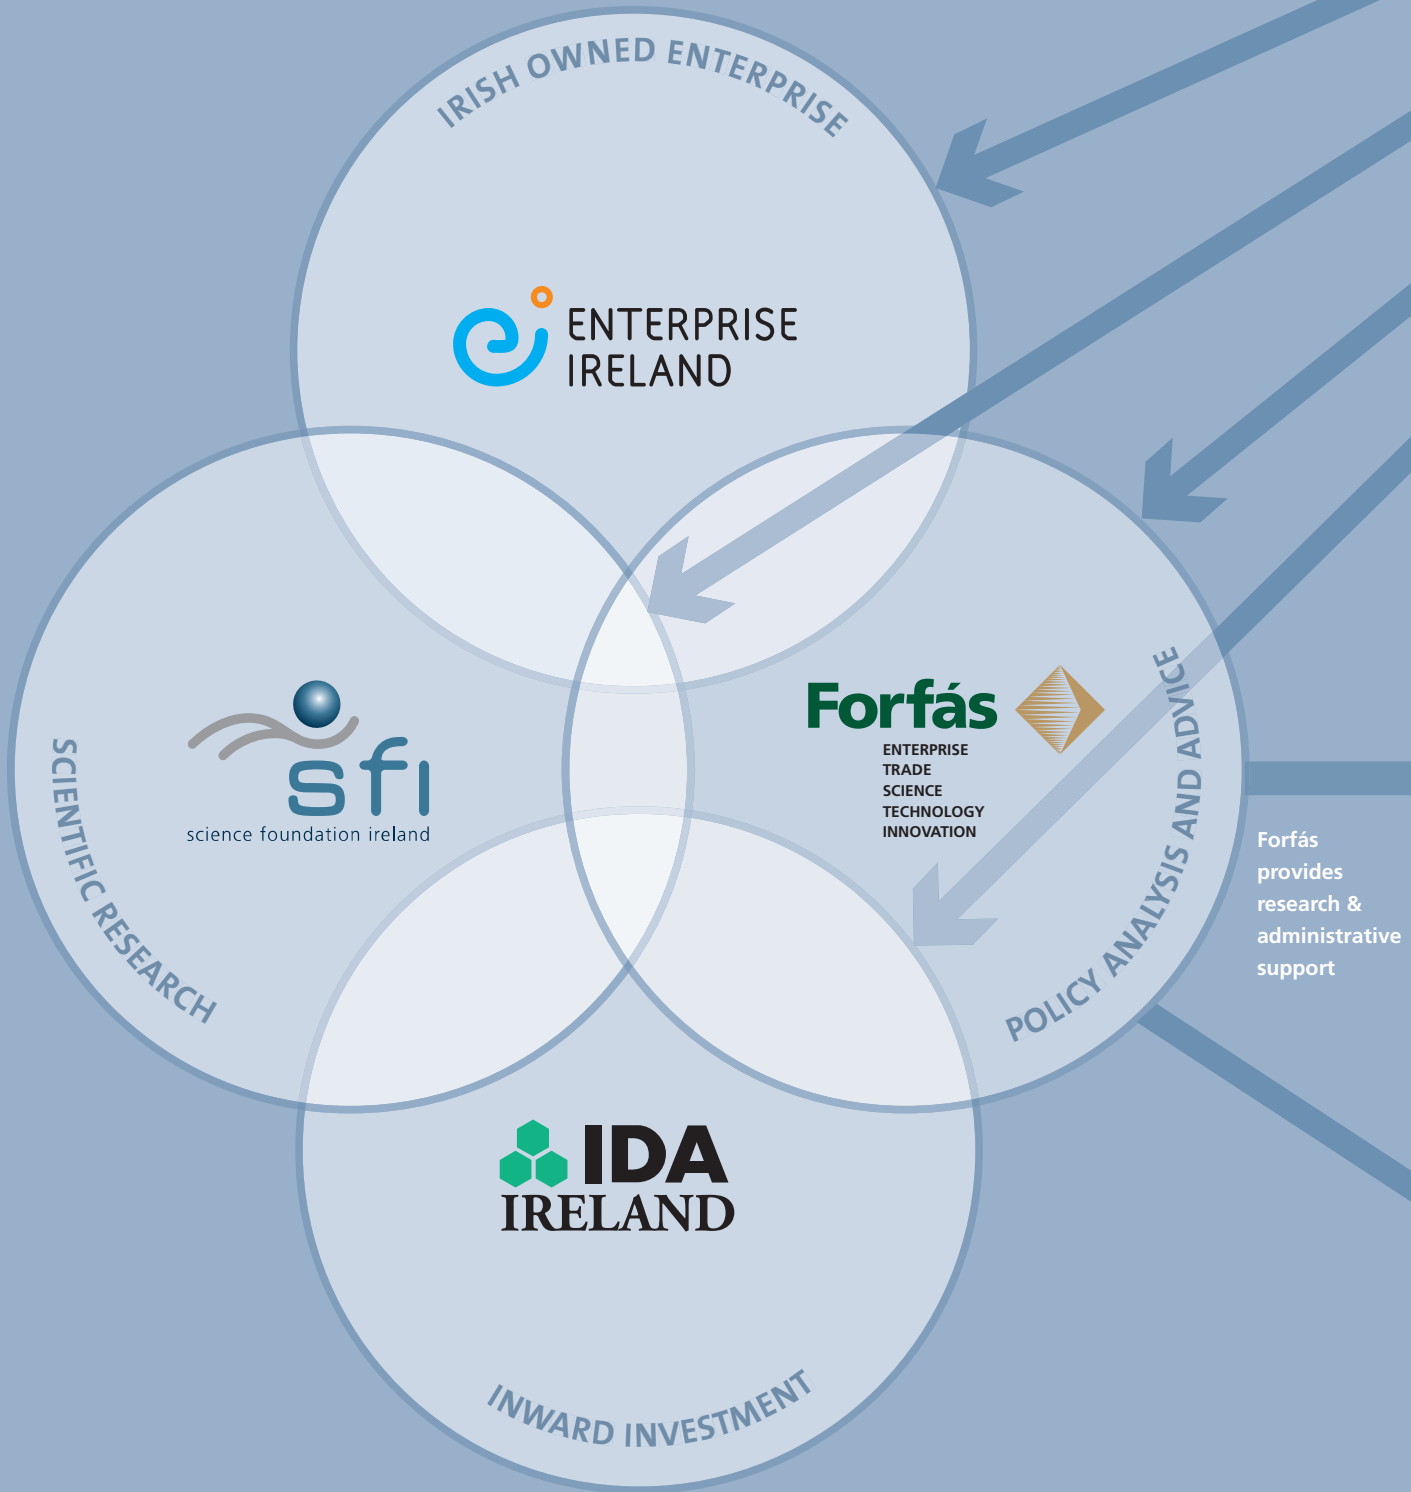 IRISH OWNED ENTERPRISE
ENTERPRISE
IRELAND
SCIENTIFIC RESEARCH
sfi
science foundation ireland
Forfás
ENTERPRISE
TRADE
SCIENCE
TECHNOLOGY
INNOVATION
POLICY ANALYSIS AND ADVICE
Forfás
provides
research &
administrative
support
IDA
IRELAND
INWARD INVESTMENT